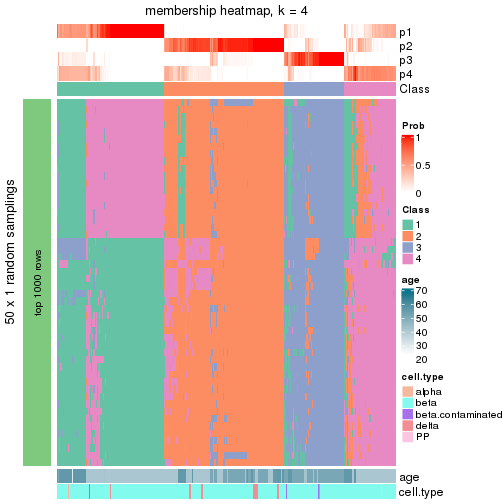 membership heatmap, k = 4
p1
p2
p3
p4
Class
50 x 1 random samplings
top 1000 rows
Prob
1
0.5
0
Class
1
2
3
4
age
70
60
50
40
30
20
cell.type
alpha
beta
beta.contaminated
delta
PP
age
cell.type